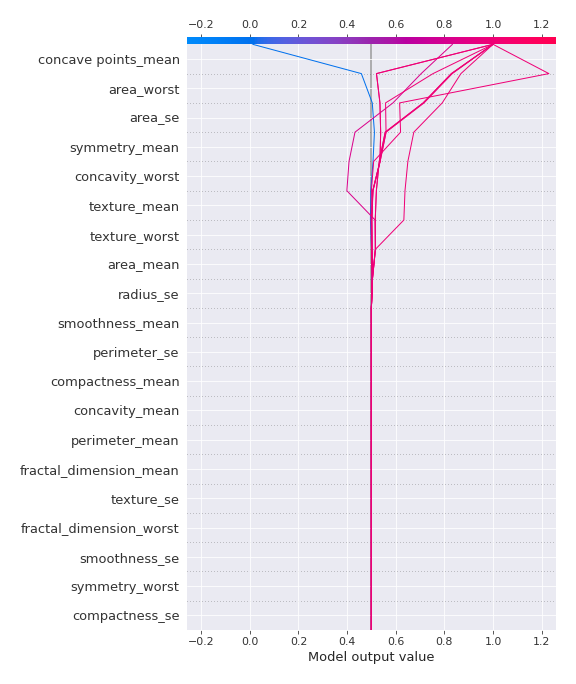 −0.2 0.0 0.2 0.4 0.6 0.8 1.0 1.2
concave points_mean
area_worst
area_se
symmetry_mean
concavity_worst
texture_mean
texture_worst
area_mean
radius_se
smoothness_mean
perimeter_se
compactness_mean
concavity_mean
perimeter_mean
fractal_dimension_mean
texture_se
fractal_dimension_worst
smoothness_se
symmetry_worst
compactness_se
−0.2 0.0 0.2 0.4 0.6 0.8 1.0 1.2
Model output value